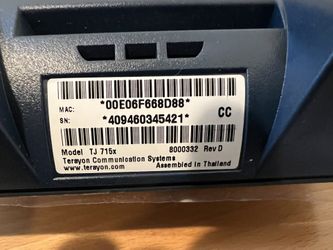 MAC: *00E06F668D88*
SN: *409460345421* CC
Model TJ 715x 8000332 Rev D
Terayon Communication Systems
www.terayon.com Assembled in Thailand